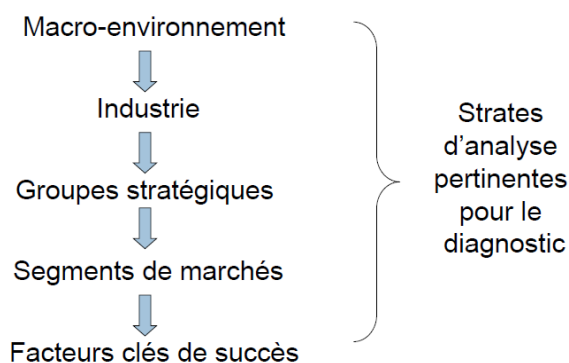 Macro-environnement
Industrie
Groupes stratégiques
Segments de marchés
Facteurs clés de succès
Strates
d'analyse
pertinentes
pour le
diagnostic